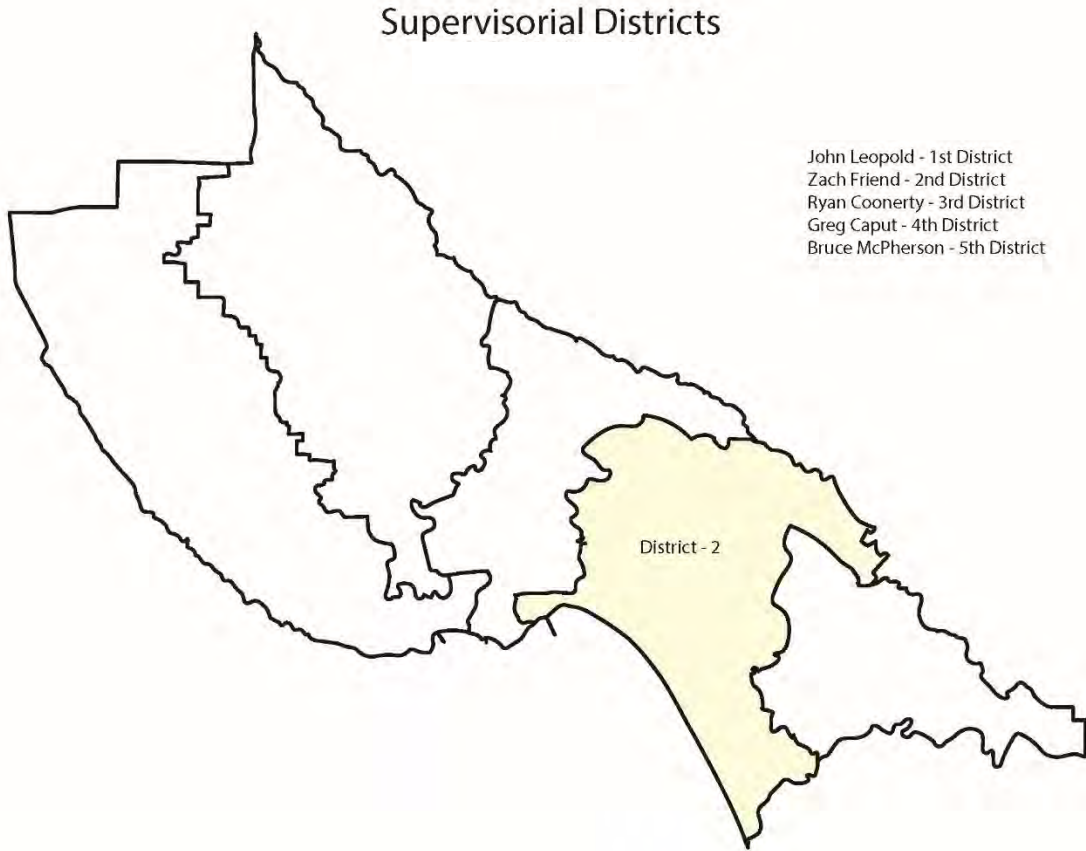 Supervisorial Districts
John Leopold - 1st District
Zach Friend - 2nd District
Ryan Coonerty - 3rd District
Greg Caput - 4th District
Bruce McPherson - 5th District
District - 2